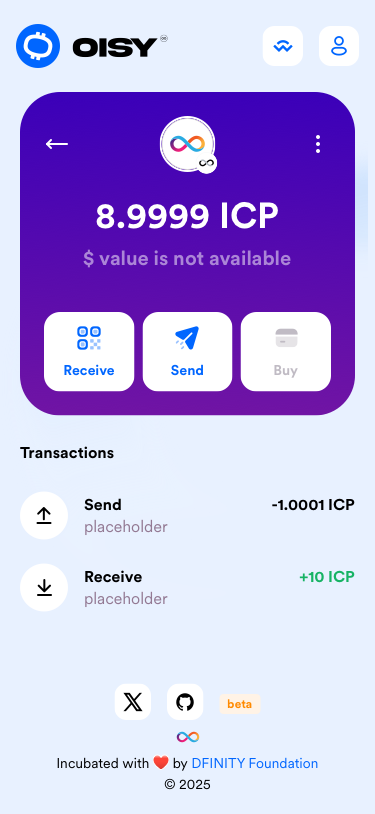 OISY
8.9999 ICP
$ value is not available
Receive
Send
Buy
Transactions
Send
-1.0001 ICP
placeholder
Receive
+10 ICP
placeholder
beta
Incubated with ❤️ by DFINITY Foundation
© 2025